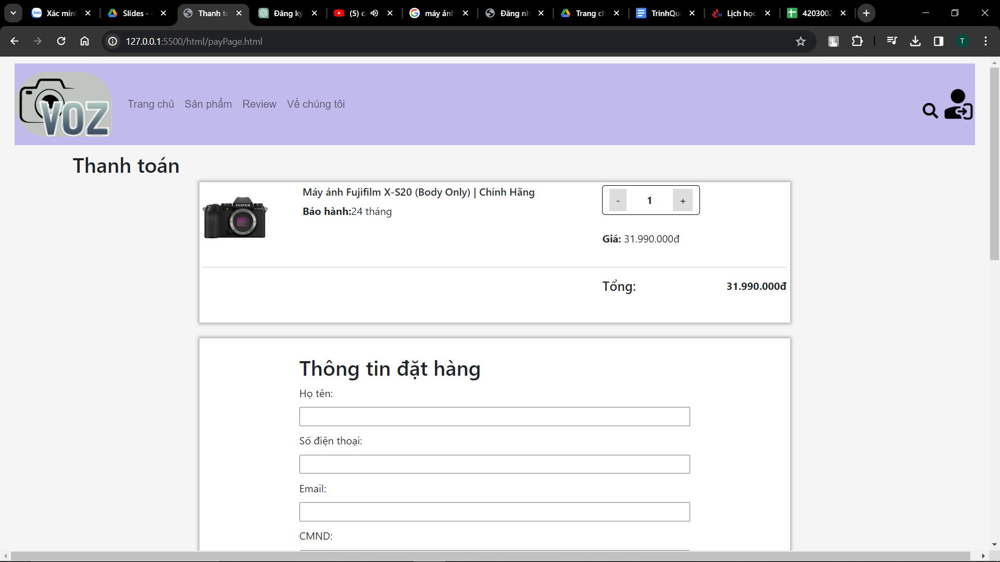 Xác minh
Slides -
Thanh to
Đăng ký
(5) c
máy ảnh
Đăng nh
Trang ch
TrinhQu
Lịch học
4203002
127.0.0.1:5500/html/payPage.html
T
VOZ
Trang chủ Sản phẩm Review Về chúng tôi
Thanh toán
FUJIFILM
Máy ảnh Fujifilm X-S20 (Body Only) | Chính Hãng
- 1 +
Bảo hành:24 tháng
Giá: 31.990.000đ
Tổng: 31.990.000đ
Thông tin đặt hàng
Họ tên:
Số điện thoại:
Email:
CMND: